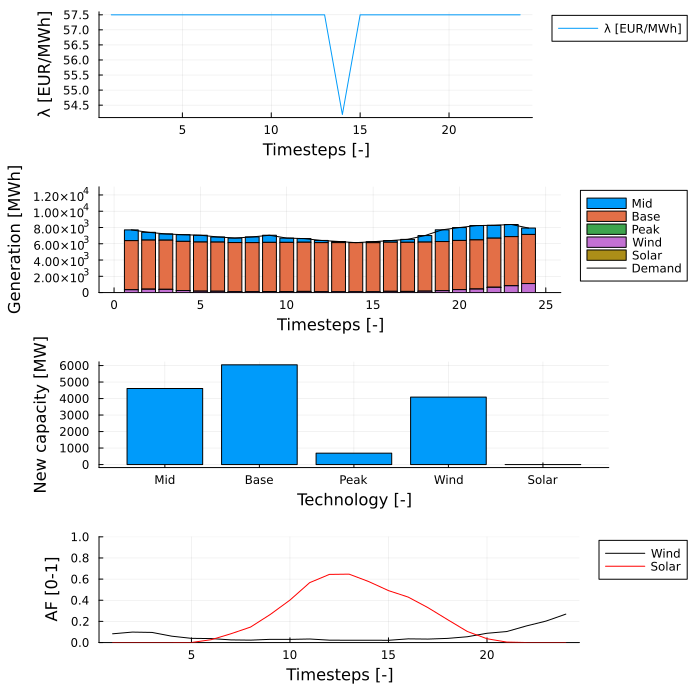 λ [EUR/MWh]
57.5
57.0
56.5
56.0
55.5
55.0
54.5
5
10
15
20
Timesteps [-]
λ [EUR/MWh]
Generation [MWh]
1.20×10⁴
1.00×10⁴
8.00×10³
6.00×10³
4.00×10³
2.00×10³
0
0
5
10
15
20
25
Timesteps [-]
Mid
Base
Peak
Wind
Solar
Demand
New capacity [MW]
6000
5000
4000
3000
2000
1000
0
Mid
Base
Peak
Wind
Solar
Technology [-]
AF [0-1]
1.0
0.8
0.6
0.4
0.2
0.0
5
10
15
20
Timesteps [-]
Wind
Solar